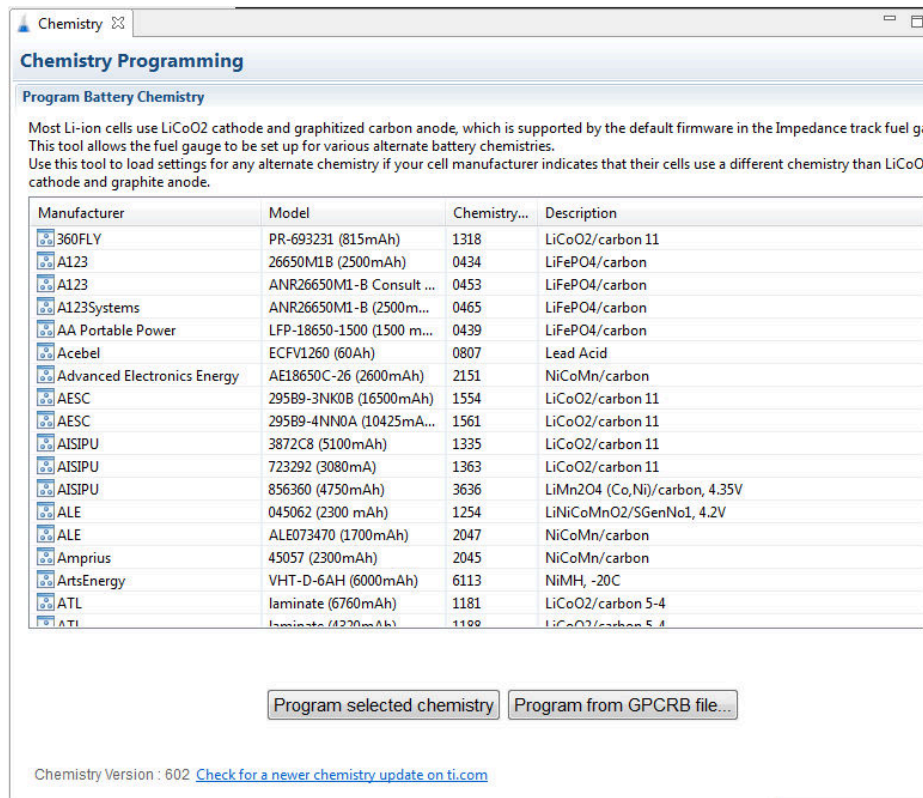 Chemistry
Chemistry Programming
Program Battery Chemistry
Most Li-ion cells use LiCoO2 cathode and graphitized carbon anode, which is supported by the default firmware in the Impedance track fuel ga
This tool allows the fuel gauge to be set up for various alternate battery chemistries.
Use this tool to load settings for any alternate chemistry if your cell manufacturer indicates that their cells use a different chemistry than LiCoO
cathode and graphite anode.
Manufacturer Model Chemistry... Description
360FLY PR-693231 (815mAh) 1318 LiCoO2/carbon 11
A123 26650M1B (2500mAh) 0434 LiFePO4/carbon
A123 ANR26650M1-B Consult ... 0453 LiFePO4/carbon
A123Systems ANR26650M1-B (2500m... 0465 LiFePO4/carbon
AA Portable Power LFP-18650-1500 (1500 m... 0439 LiFePO4/carbon
Acebel ECFV1260 (60Ah) 0807 Lead Acid
Advanced Electronics Energy AE18650C-26 (2600mAh) 2151 NiCoMn/carbon
AESC 295B9-3NK0B (16500mAh) 1554 LiCoO2/carbon 11
AESC 295B9-4NN0A (10425mA... 1561 LiCoO2/carbon 11
AISIPU 3872C8 (5100mAh) 1335 LiCoO2/carbon 11
AISIPU 723292 (3080mA) 1363 LiCoO2/carbon 11
AISIPU 856360 (4750mAh) 3636 LiMn2O4 (Co,Ni)/carbon, 4.35V
ALE 045062 (2300 mAh) 1254 LiNiCoMnO2/SGenNo1, 4.2V
ALE ALE073470 (1700mAh) 2047 NiCoMn/carbon
Amprius 45057 (2300mAh) 2045 NiCoMn/carbon
ArtsEnergy VHT-D-6AH (6000mAh) 6113 NiMH, -20C
ATL laminate (6760mAh) 1181 LiCoO2/carbon 5-4
ATL laminate (4320mAh) 1188 LiCoO2/carbon 5-4
Program selected chemistry Program from GPCRB file...
Chemistry Version : 602 Check for a newer chemistry update on ti.com